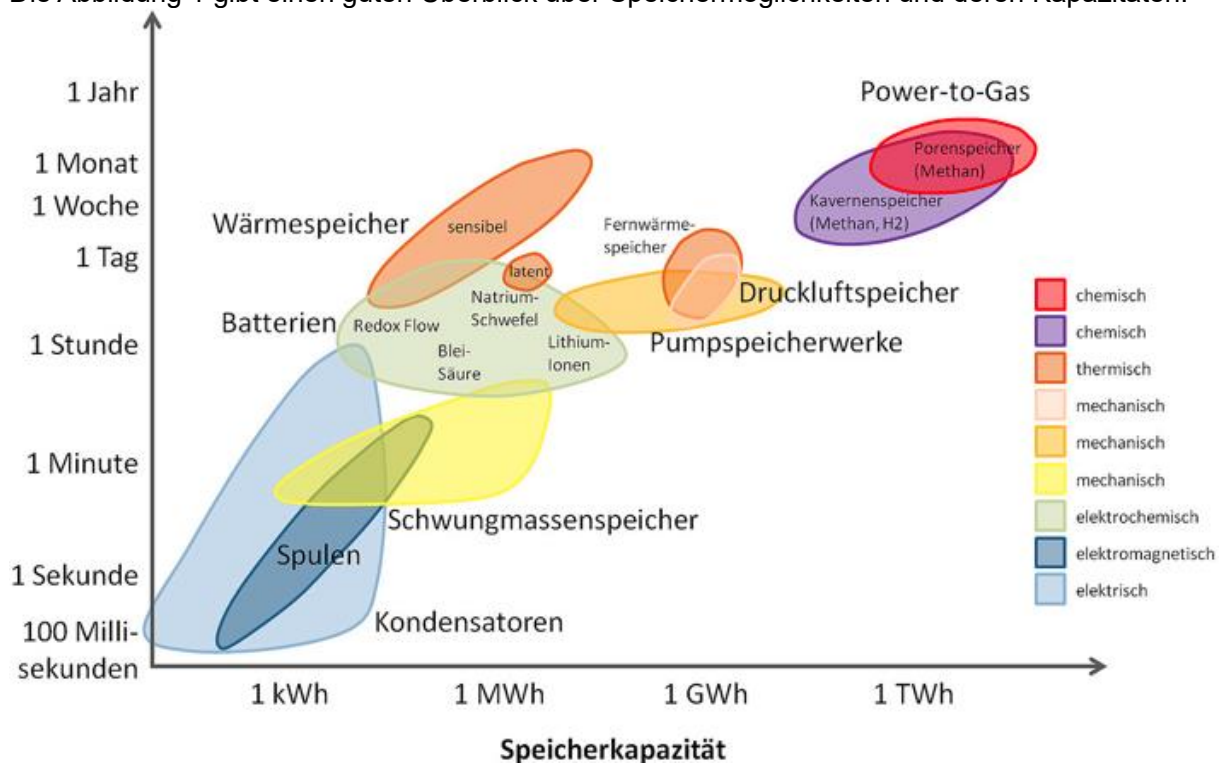 Die Abbildung 1 gibt einen guten Überblick über Speichermöglichkeiten und deren Kapazitäten.
1 Jahr
1 Monat
1 Woche
1 Tag
1 Stunde
1 Minute
1 Sekunde
100 Milli-
sekunden
Power-to-Gas
Porenspeicher
(Methan)
Kavernenspeicher
(Methan, H2)
Wärmespeicher
sensibel
Fernwärme-
speicher
latent
Druckluftspeicher
Batterien
Redox Flow
Natrium-
Schwefel
Blei-
Säure
Lithium-
Ionen
Pumpspeicherwerke
Schwungmassenspeicher
Spulen
Kondensatoren
chemisch
chemisch
thermisch
mechanisch
mechanisch
mechanisch
elektrochemisch
elektromagnetisch
elektrisch
1 kWh
1 MWh
1 GWh
1 TWh
Speicherkapazität